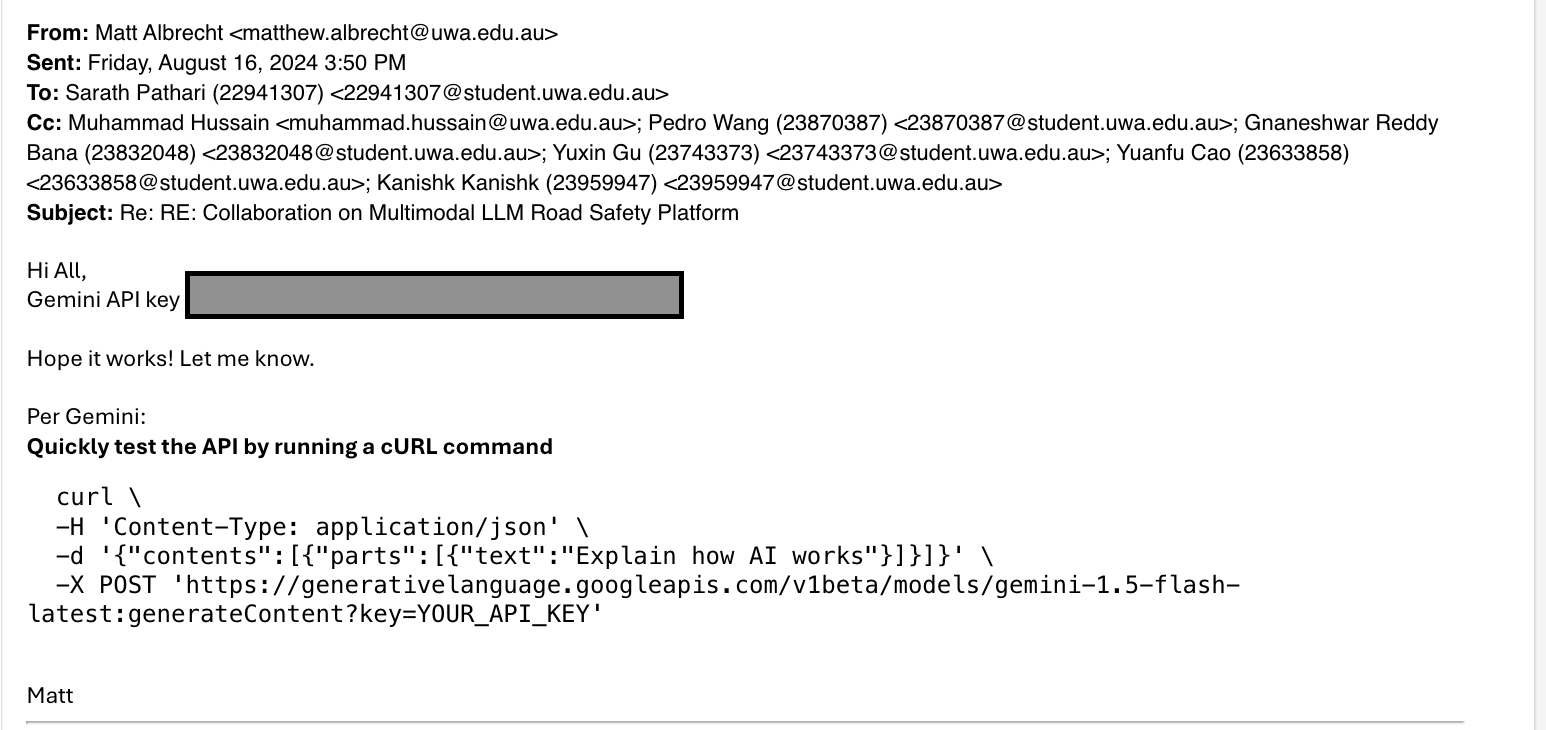 From: Matt Albrecht <matthew.albrecht@uwa.edu.au>
Sent: Friday, August 16, 2024 3:50 PM
To: Sarath Pathari (22941307) <22941307@student.uwa.edu.au>
Cc: Muhammad Hussain <muhammad.hussain@uwa.edu.au>; Pedro Wang (23870387) <23870387@student.uwa.edu.au>; Gnaneshwar Reddy
Bana (23832048) <23832048@student.uwa.edu.au>; Yuxin Gu (23743373) <23743373@student.uwa.edu.au>; Yuanfu Cao (23633858)
<23633858@student.uwa.edu.au>; Kanishk Kanishk (23959947) <23959947@student.uwa.edu.au>
Subject: Re: RE: Collaboration on Multimodal LLM Road Safety Platform
Hi All,
Gemini API key
Hope it works! Let me know.
Per Gemini:
Quickly test the API by running a cURL command
curl \
-H 'Content-Type: application/json' \
-d '{"contents":[{"parts":[{"text":"Explain how AI works"}]}]}' \
-X POST 'https://generativelanguage.googleapis.com/v1beta/models/gemini-1.5-flash-
latest:generateContent?key=YOUR_API_KEY'
Matt